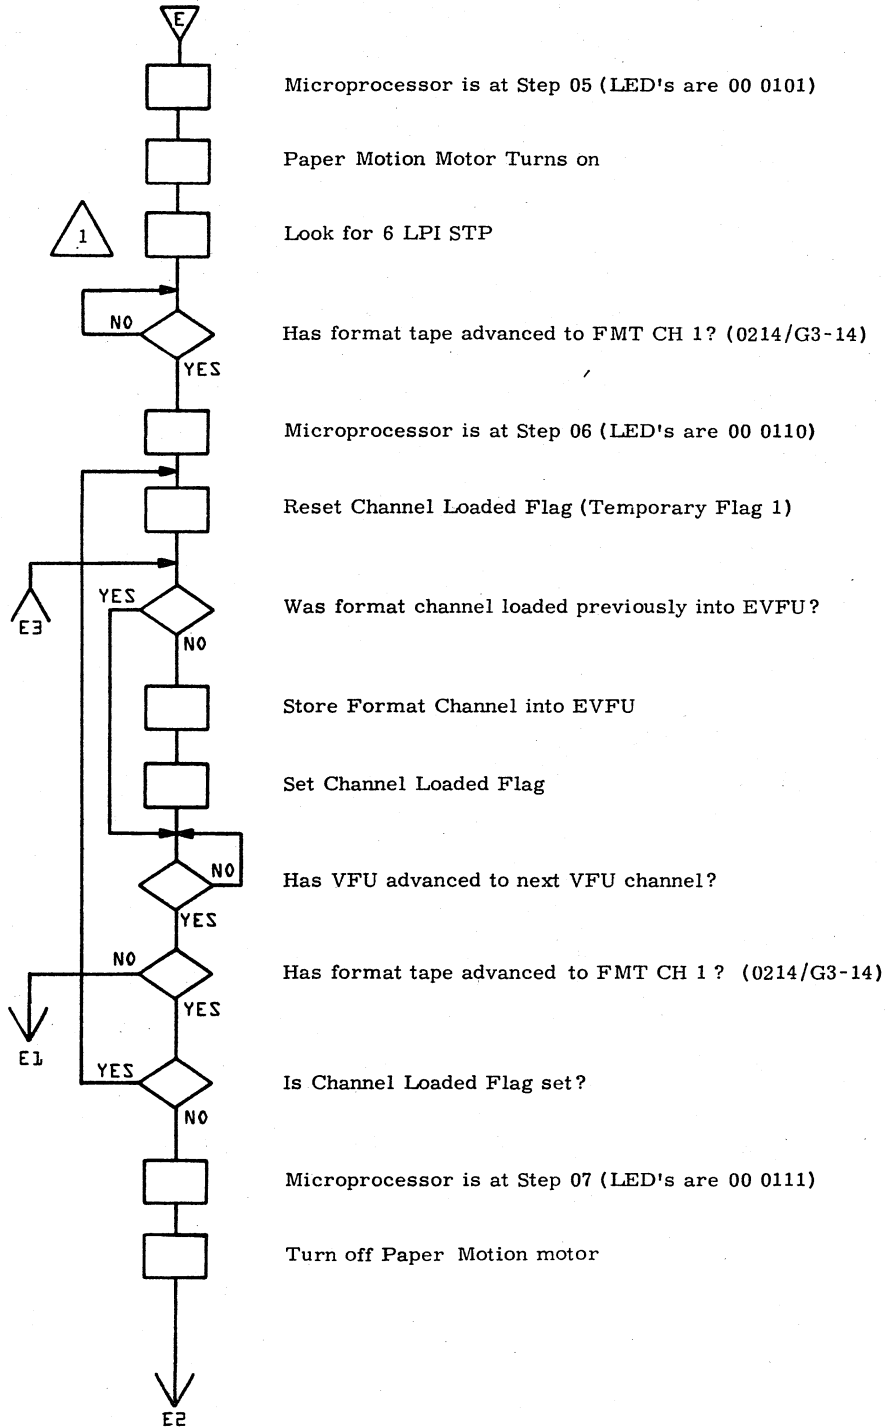 E
Microprocessor is at Step 05 (LED's are 00 0101)
Paper Motion Motor Turns on
1
Look for 6 LPI STP
NO
Has format tape advanced to FMT CH 1? (0214/G3-14)
YES
Microprocessor is at Step 06 (LED's are 00 0110)
Reset Channel Loaded Flag (Temporary Flag 1)
E3
YES
Was format channel loaded previously into EVFU?
NO
Store Format Channel into EVFU
Set Channel Loaded Flag
NO
Has VFU advanced to next VFU channel?
YES
NO
Has format tape advanced to FMT CH 1 ? (0214/G3-14)
YES
E1
YES
Is Channel Loaded Flag set?
NO
Microprocessor is at Step 07 (LED's are 00 0111)
Turn off Paper Motion motor
E2